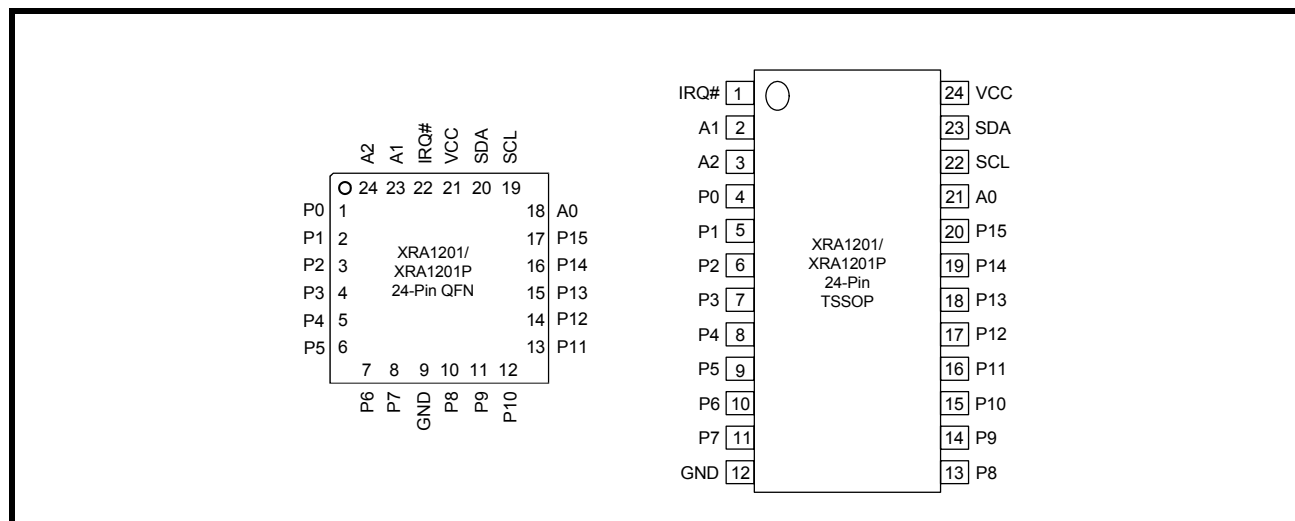 A2 A1 IRQ# VCC SDA SCL
24 23 22 21 20 19
P0 1 18 A0
P1 2 17 P15
P2 3 16 P14
P3 4 15 P13
P4 5 14 P12
P5 6 13 P11
XRA1201/
XRA1201P
24-Pin QFN
7 8 9 10 11 12
P6 P7 GND P8 P9 P10
IRQ# 1 24 VCC
A1 2 23 SDA
A2 3 22 SCL
P0 4 21 A0
P1 5 20 P15
P2 6 19 P14
P3 7 18 P13
P4 8 17 P12
P5 9 16 P11
P6 10 15 P10
P7 11 14 P9
GND 12 13 P8
XRA1201/
XRA1201P
24-Pin
TSSOP